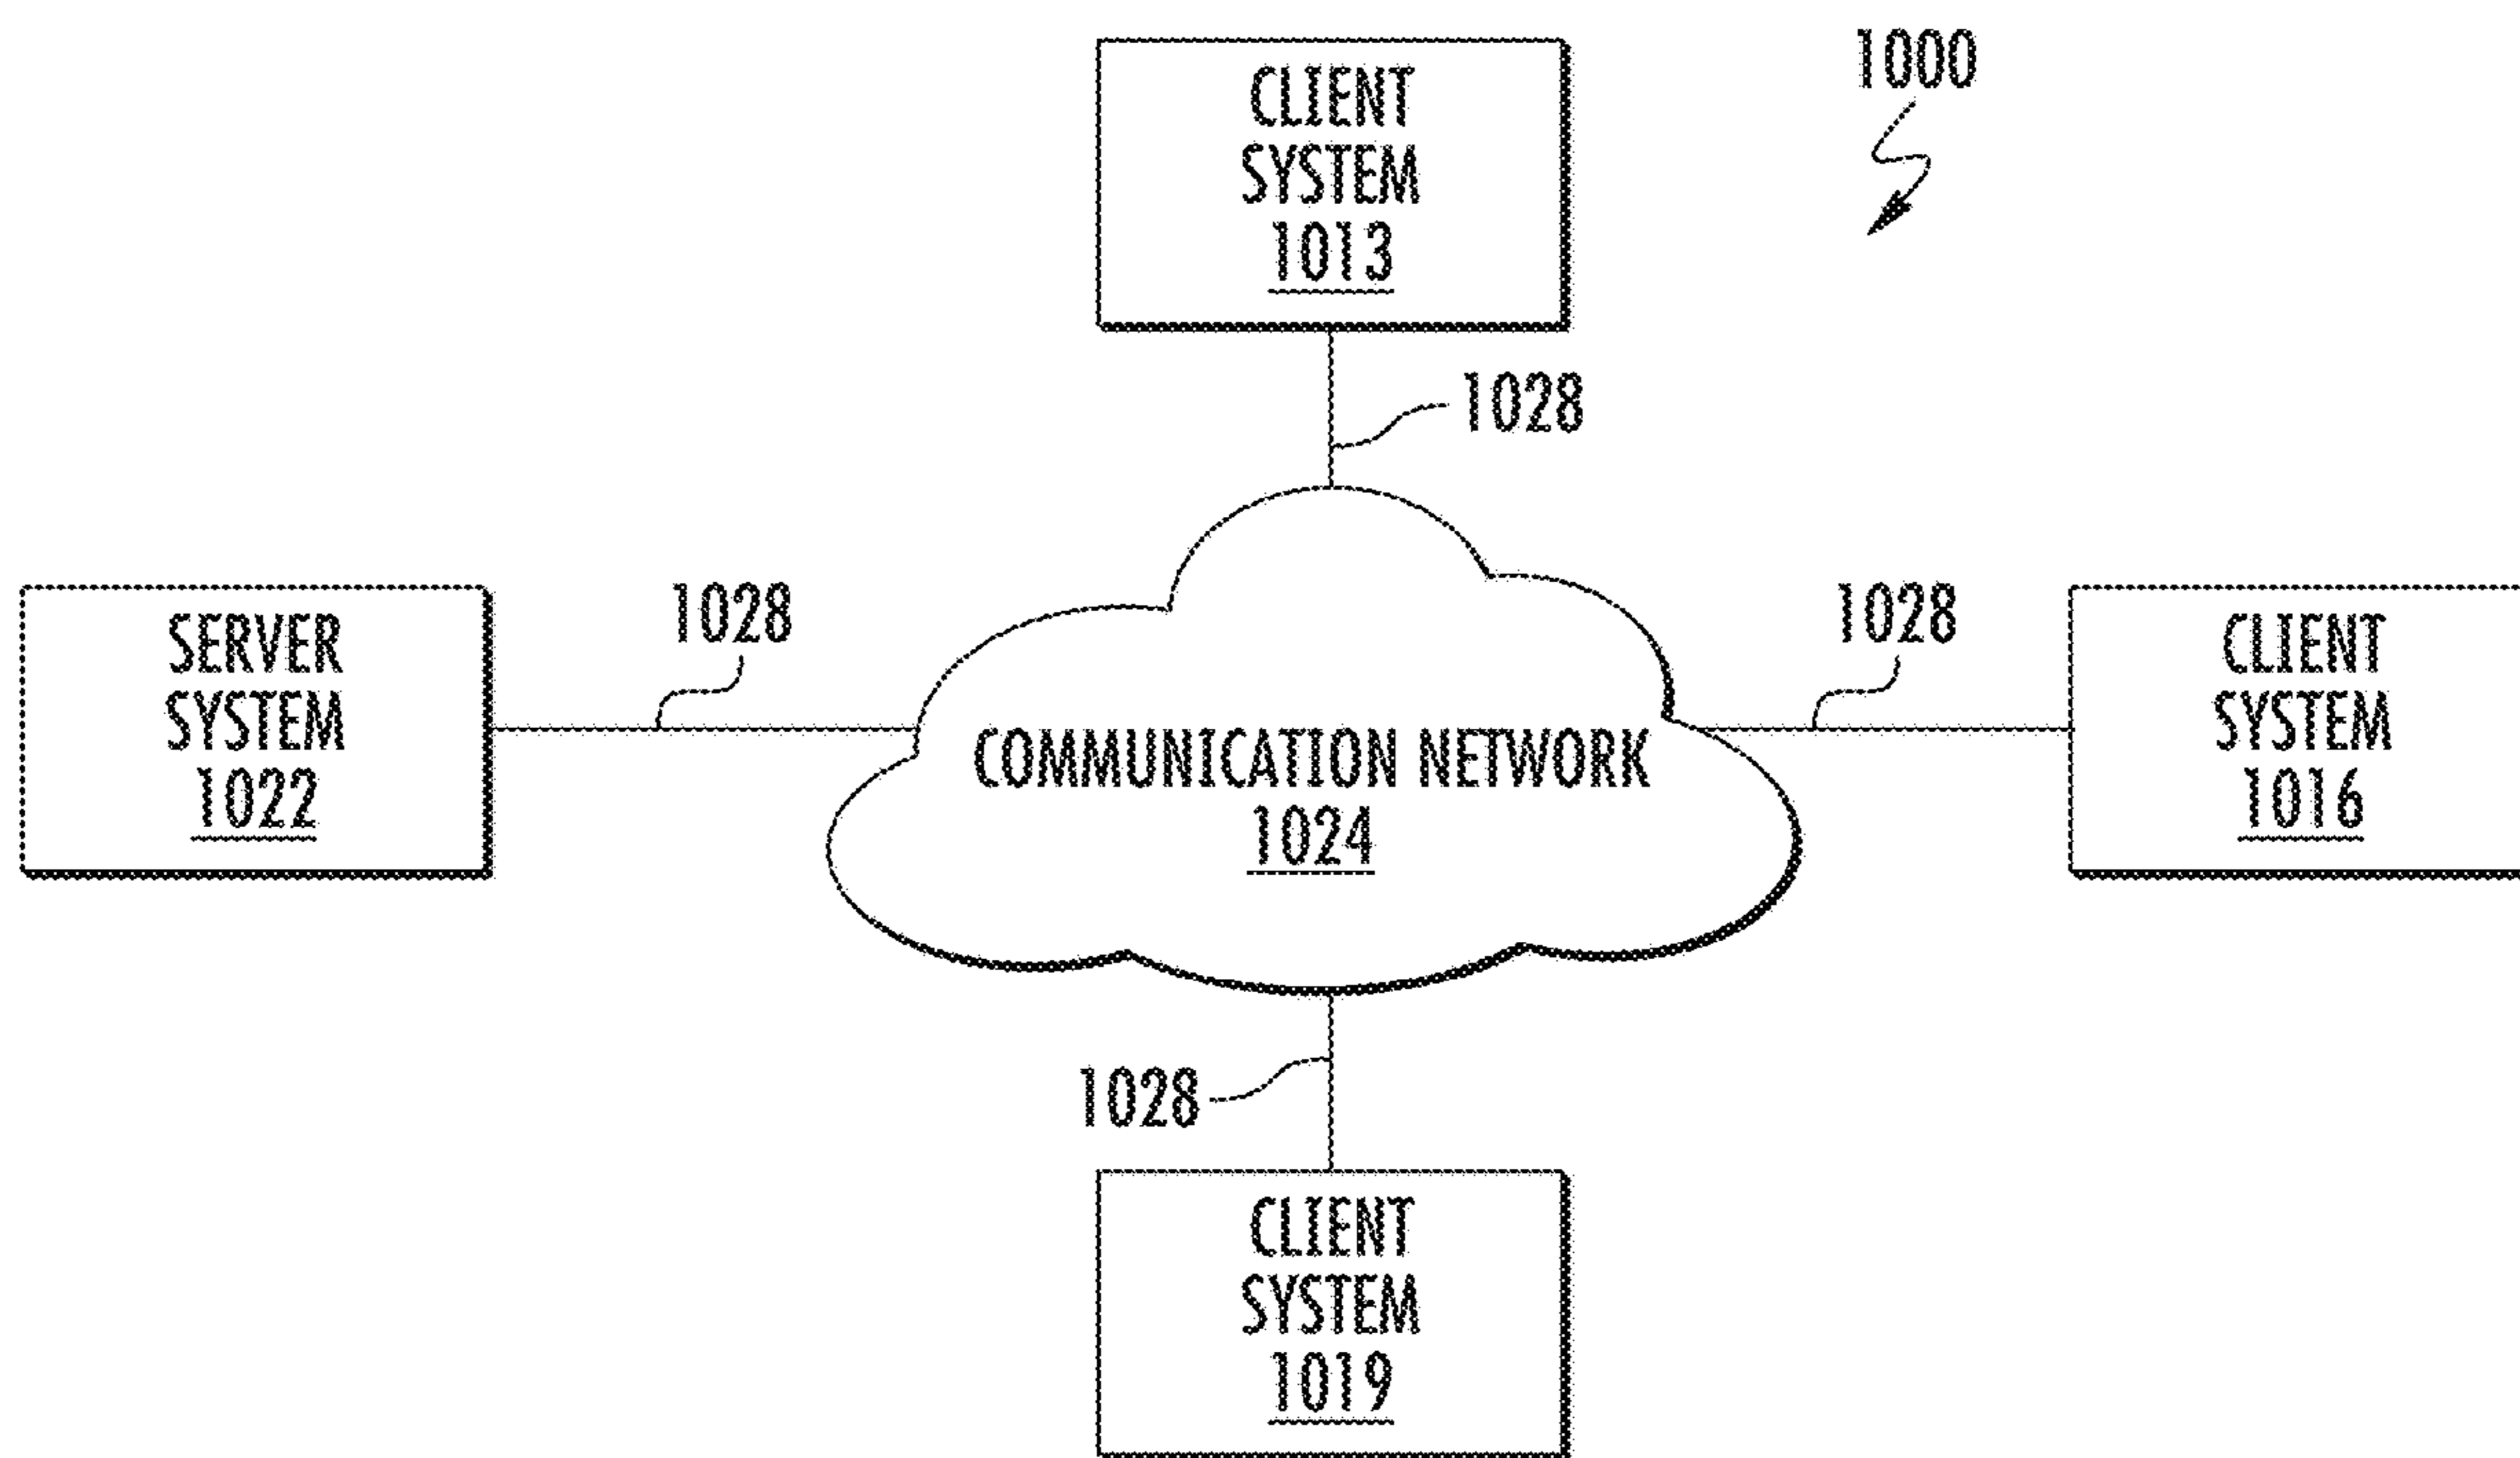 CLIENT
SYSTEM
1013
1000
1028
SERVER
SYSTEM
1022
1028
COMMUNICATION NETWORK
1024
1028
CLIENT
SYSTEM
1016
1028
CLIENT
SYSTEM
1019